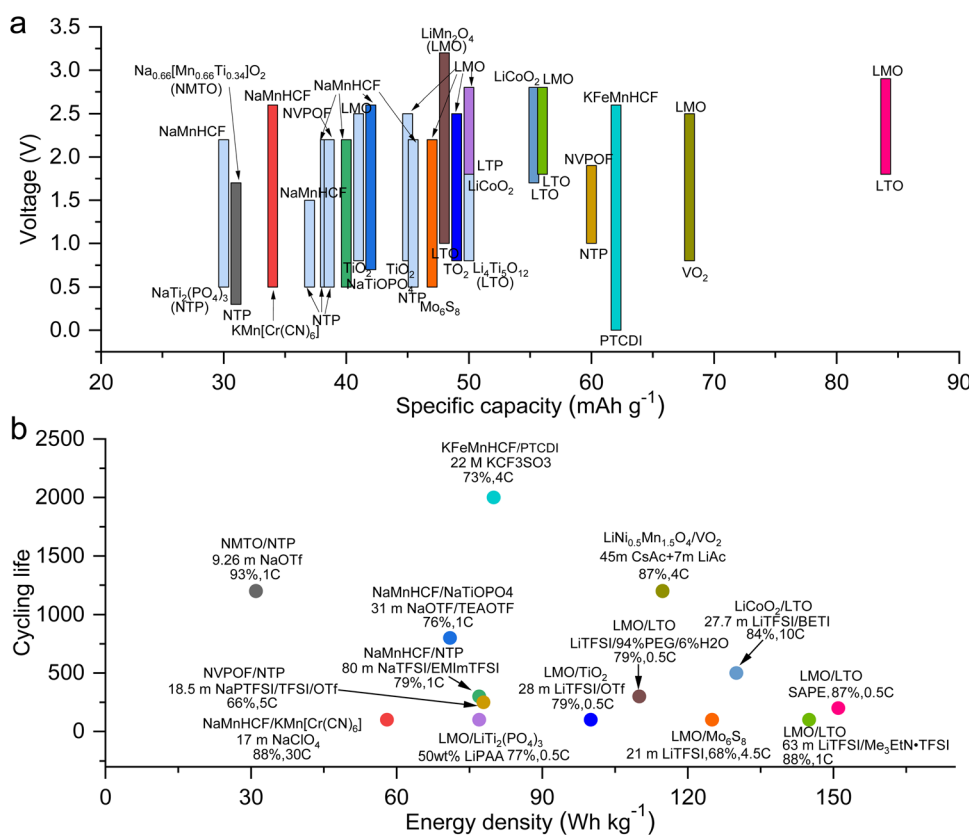 a
3.5
3.0
2.5
2.0
1.5
1.0
0.5
0.0
Voltage (V)
20
30
40
50
60
70
80
90
Specific capacity (mAh g⁻¹)
NaMnHCF
Na₀.₆₆[Mn₀.₆₆Ti₀.₃₄]O₂
(NMTO)
NaMnHCF
NVPOF
NaMnHCF
NaMnHCF
LMO
LiMn₂O₄
(LMO)
LMO
LiCoO₂
LMO
KFeMnHCF
NVPOF
LMO
LMO
NaTi₂(PO₄)₃
(NTP)
NTP
KMn[Cr(CN)₆]
NTP
TiO₂
NaTiOPO₄
TiO₂
NTP
Mo₆S₈
LTO
TO₂
LTP
LiCoO₂
Li₄Ti₅O₁₂
(LTO)
LTO
LTO
NTP
PTCDI
VO₂
LTO
b
2500
2000
1500
1000
500
0
Cycling life
30
60
90
120
150
Energy density (Wh kg⁻¹)
KFeMnHCF/PTCDI
22 M KCF3SO3
73%,4C
NMTO/NTP
9.26 m NaOTf
93%,1C
LiNi₀.₅Mn₁.₅O₄/VO₂
45m CsAc+7m LiAc
87%,4C
NaMnHCF/NaTiOPO4
31 m NaOTF/TEAOTF
76%,1C
LiCoO₂/LTO
27.7 m LiTFSI/BETI
84%,10C
LMO/LTO
LiTFSI/94%PEG/6%H2O
79%,0.5C
NaMnHCF/NTP
80 m NaTFSI/EMImTFSI
79%,1C
NVPOF/NTP
18.5 m NaPTFSI/TFSI/OTf
66%,5C
LMO/TiO₂
28 m LiTFSI/OTf
79%,0.5C
LMO/LTO
SAPE, 87%,0.5C
NaMnHCF/KMn[Cr(CN)₆]
17 m NaClO₄
88%,30C
LMO/LiTi₂(PO₄)₃
50wt% LiPAA 77%,0.5C
LMO/Mo₆S₈
21 m LiTFSI,68%,4.5C
LMO/LTO
63 m LiTFSI/Me₃EtN•TFSI
88%,1C